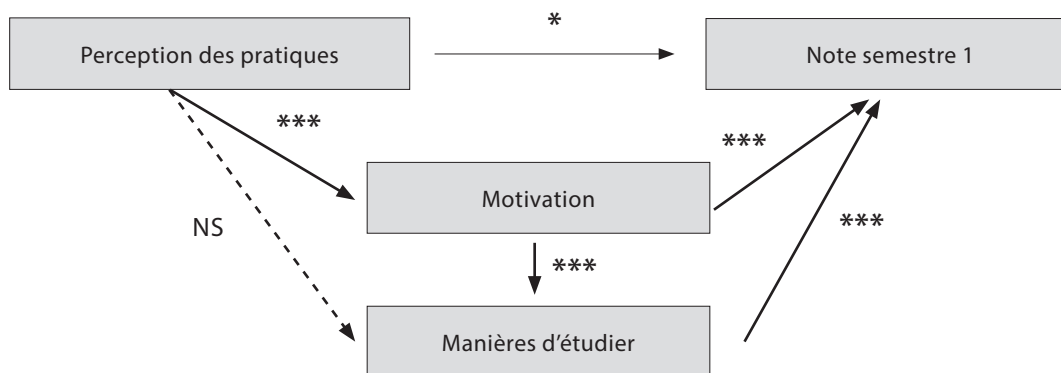 *
Perception des pratiques
Note semestre 1
***
***
Motivation
NS
***
***
Manières d’étudier